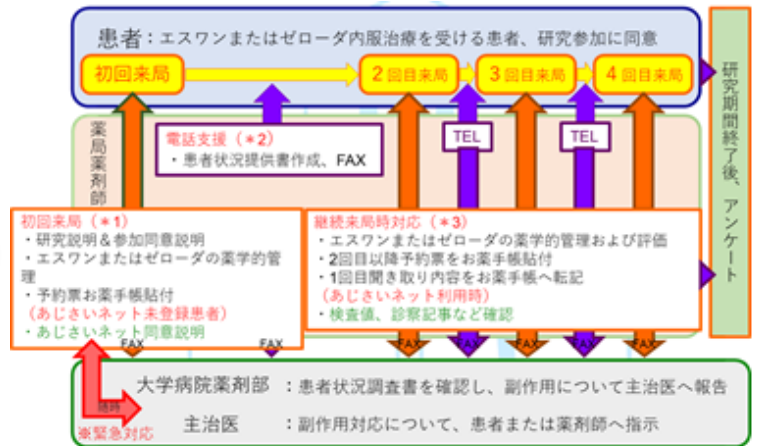 患者：エスワンまたはゼローダ内服治療を受ける患者、研究参加に同意
初回来局
2回目来局
3回目来局
4回目来局
研究期間終了後、アンケート
薬局薬剤師
電話支援（＊2）
・患者状況提供書作成、FAX
TEL
TEL
初回来局（＊1）
・研究説明＆参加同意説明
・エスワンまたはゼローダの薬学的管
理
・予約票お薬手帳貼付
（あじさいネット未登録患者）
・あじさいネット同意説明
継続来局時対応（＊3）
・エスワンまたはゼローダの薬学的管理および評価
・2回目以降予約票をお薬手帳貼付
・1回目聞き取り内容をお薬手帳へ転記
（あじさいネット利用時）
・検査値、診察記事など確認
FAX
FAX
FAX
FAX
FAX
FAX
FAX
大学病院薬剤部 ：患者状況調査書を確認し、副作用について主治医へ報告
主治医 ：副作用対応について、患者または薬剤師へ指示
随時
※緊急対応